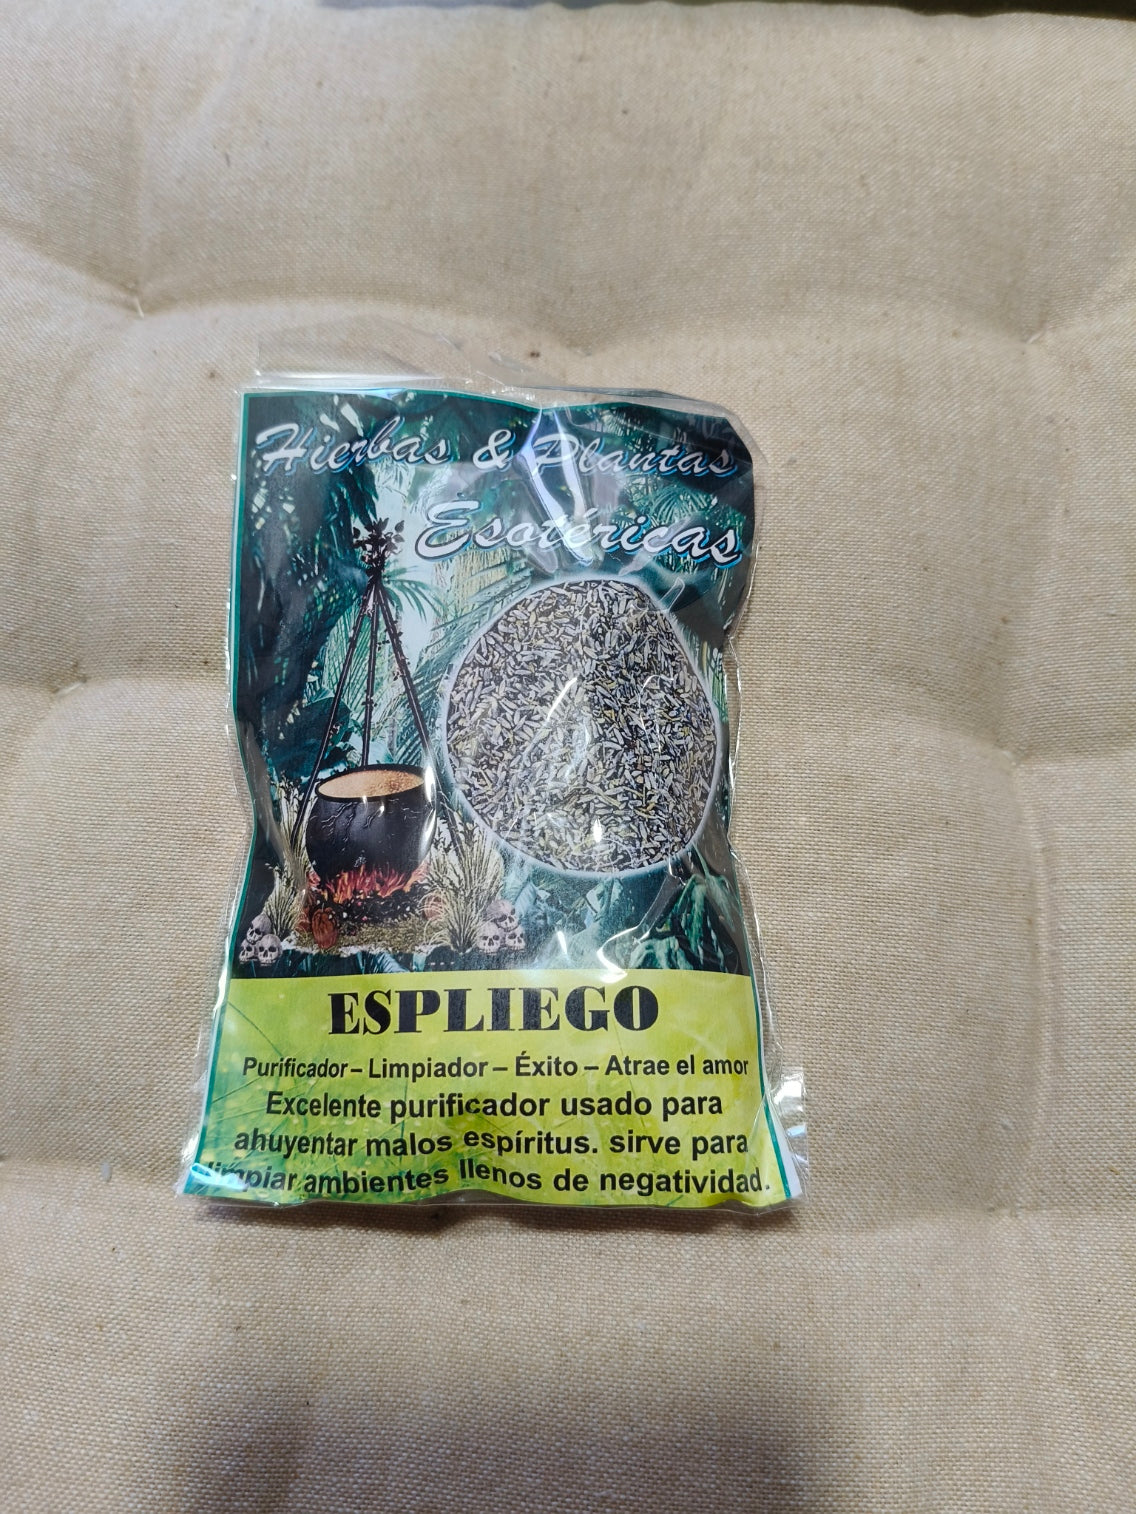 Hierbas & Plantas
Esotéricas
ESPLIEGO
Purificador – Limpiador – Éxito – Atrae el amor
Excelente purificador usado para
ahuyentar malos espíritus. sirve para
limpiar ambientes llenos de negatividad.